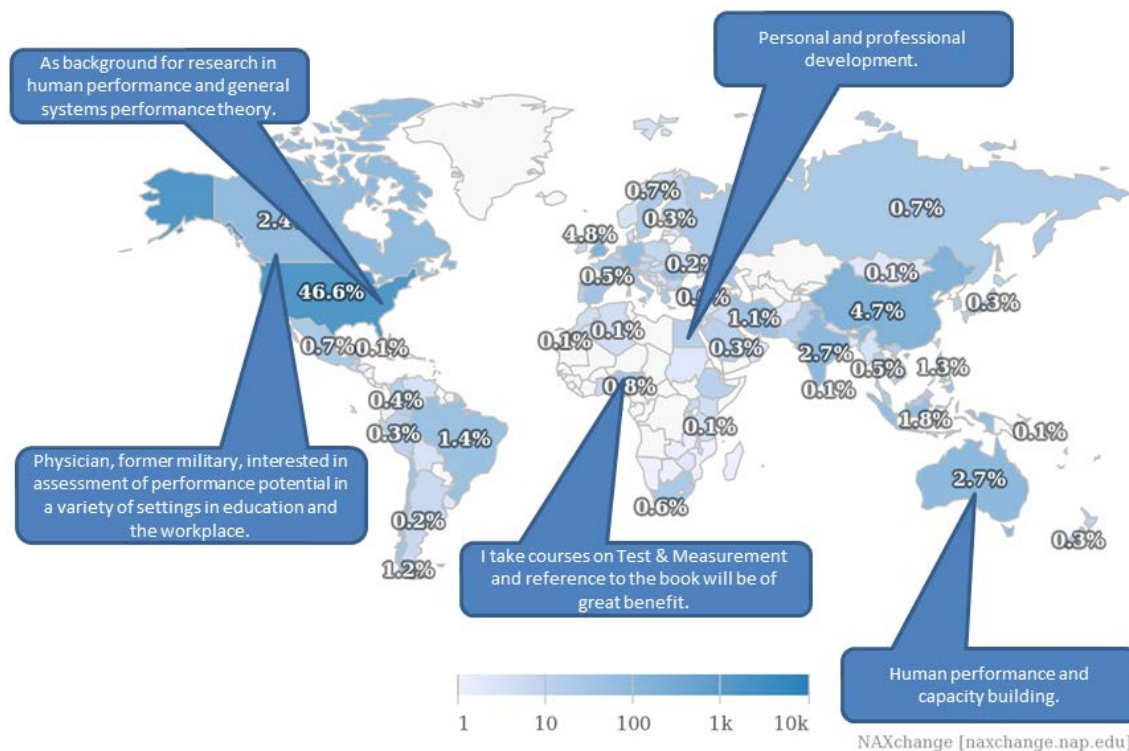 Personal and professional
development.
As background for research in
human performance and general
systems performance theory.
0.7%
0.7%
2.4
0.3%
4.8%
0.2%
0.1%
46.6%
0.5%
0.3%
4.7%
1.1%
0.1%
0.1%
0.7%
0.1%
0.3%
2.7%
1.3%
0.5%
0.1%
0.8%
0.4%
1.8%
0.1%
0.1%
0.3%
1.4%
Physician, former military, interested in
assessment of performance potential in
a variety of settings in education and
the workplace.
2.7%
0.6%
0.2%
0.3%
1.2%
I take courses on Test & Measurement
and reference to the book will be of
great benefit.
Human performance and
capacity building.
1
10
100
1k
10k
NAXchange [naxchange.nap.edu]